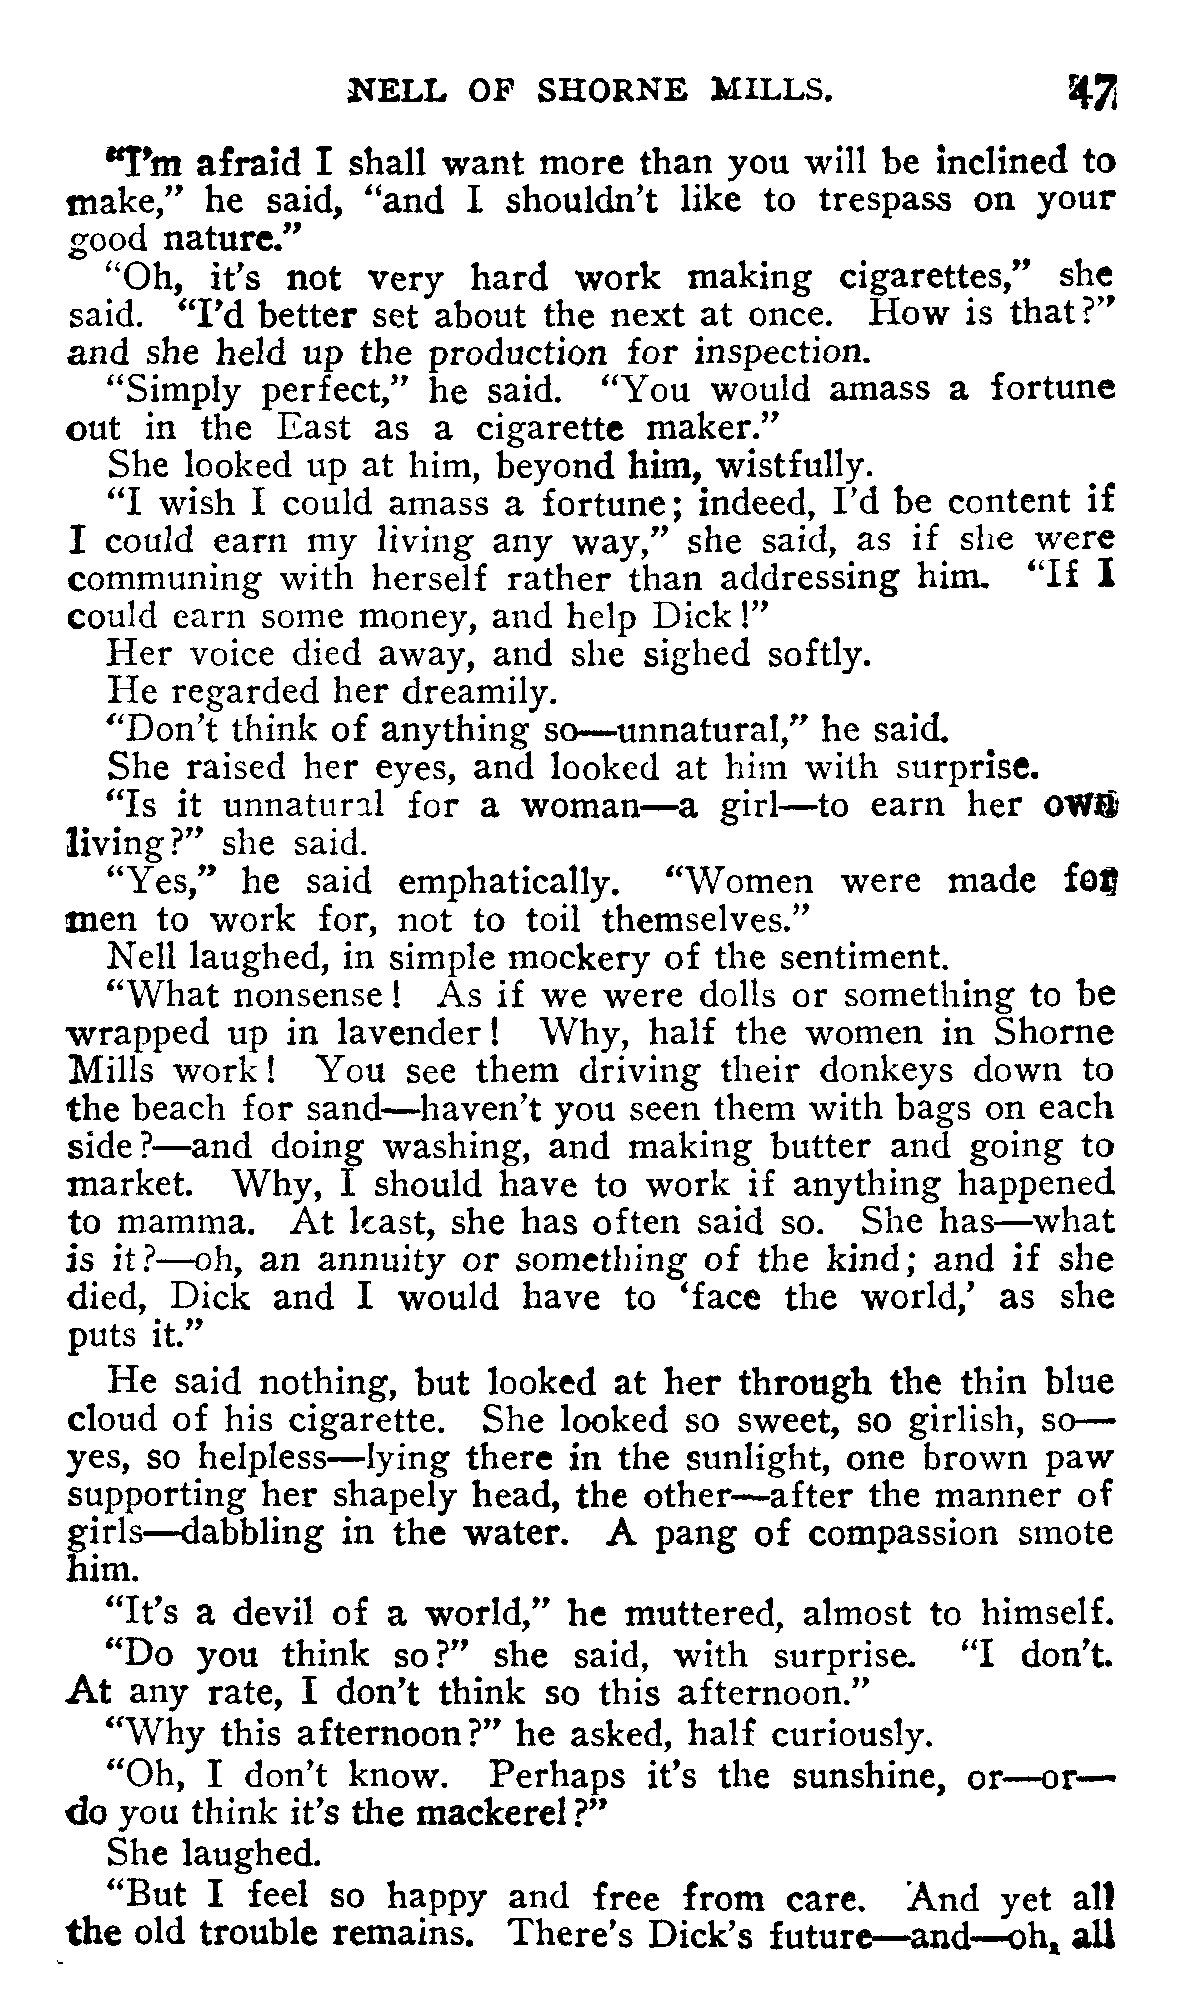 NELL OF SHORNE MILLS. 47
"I'm afraid I shall want more than you will be inclined to
make," he said, "and I shouldn't like to trespass on your
good nature."
"Oh, it's not very hard work making cigarettes," she
said. "I'd better set about the next at once. How is that?"
and she held up the production for inspection.
"Simply perfect," he said. "You would amass a fortune
out in the East as a cigarette maker."
She looked up at him, beyond him, wistfully.
"I wish I could amass a fortune; indeed, I'd be content if
I could earn my living any way," she said, as if she were
communing with herself rather than addressing him. "If I
could earn some money, and help Dick!"
Her voice died away, and she sighed softly.
He regarded her dreamily.
"Don't think of anything so—unnatural," he said.
She raised her eyes, and looked at him with surprise.
"Is it unnatural for a woman—a girl—to earn her own
living?" she said.
"Yes," he said emphatically. "Women were made for
men to work for, not to toil themselves."
Nell laughed, in simple mockery of the sentiment.
"What nonsense! As if we were dolls or something to be
wrapped up in lavender! Why, half the women in Shorne
Mills work! You see them driving their donkeys down to
the beach for sand—haven't you seen them with bags on each
side?—and doing washing, and making butter and going to
market. Why, I should have to work if anything happened
to mamma. At least, she has often said so. She has—what
is it?—oh, an annuity or something of the kind; and if she
died, Dick and I would have to 'face the world,' as she
puts it."
He said nothing, but looked at her through the thin blue
cloud of his cigarette. She looked so sweet, so girlish, so—
yes, so helpless—lying there in the sunlight, one brown paw
supporting her shapely head, the other—after the manner of
girls—dabbling in the water. A pang of compassion smote
him.
"It's a devil of a world," he muttered, almost to himself.
"Do you think so?" she said, with surprise. "I don't.
At any rate, I don't think so this afternoon."
"Why this afternoon?" he asked, half curiously.
"Oh, I don't know. Perhaps it's the sunshine, or—or—
do you think it's the mackerel?"
She laughed.
"But I feel so happy and free from care. And yet all
the old trouble remains. There's Dick's future—and—oh, all